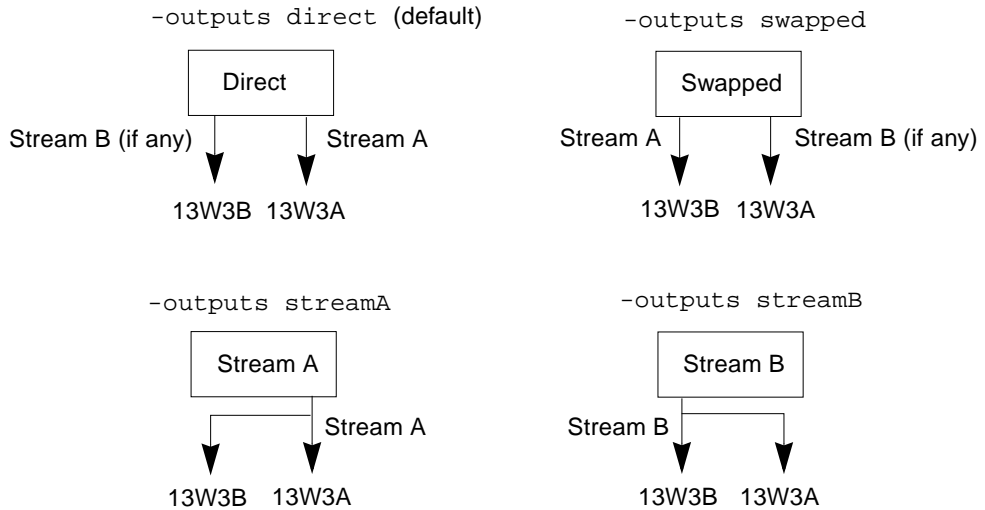 -outputs direct (default)
Direct
Stream B (if any)
Stream A
13W3B
13W3A
-outputs swapped
Swapped
Stream A
Stream B (if any)
13W3B
13W3A
-outputs streamA
Stream A
Stream A
13W3B
13W3A
-outputs streamB
Stream B
Stream B
13W3B
13W3A